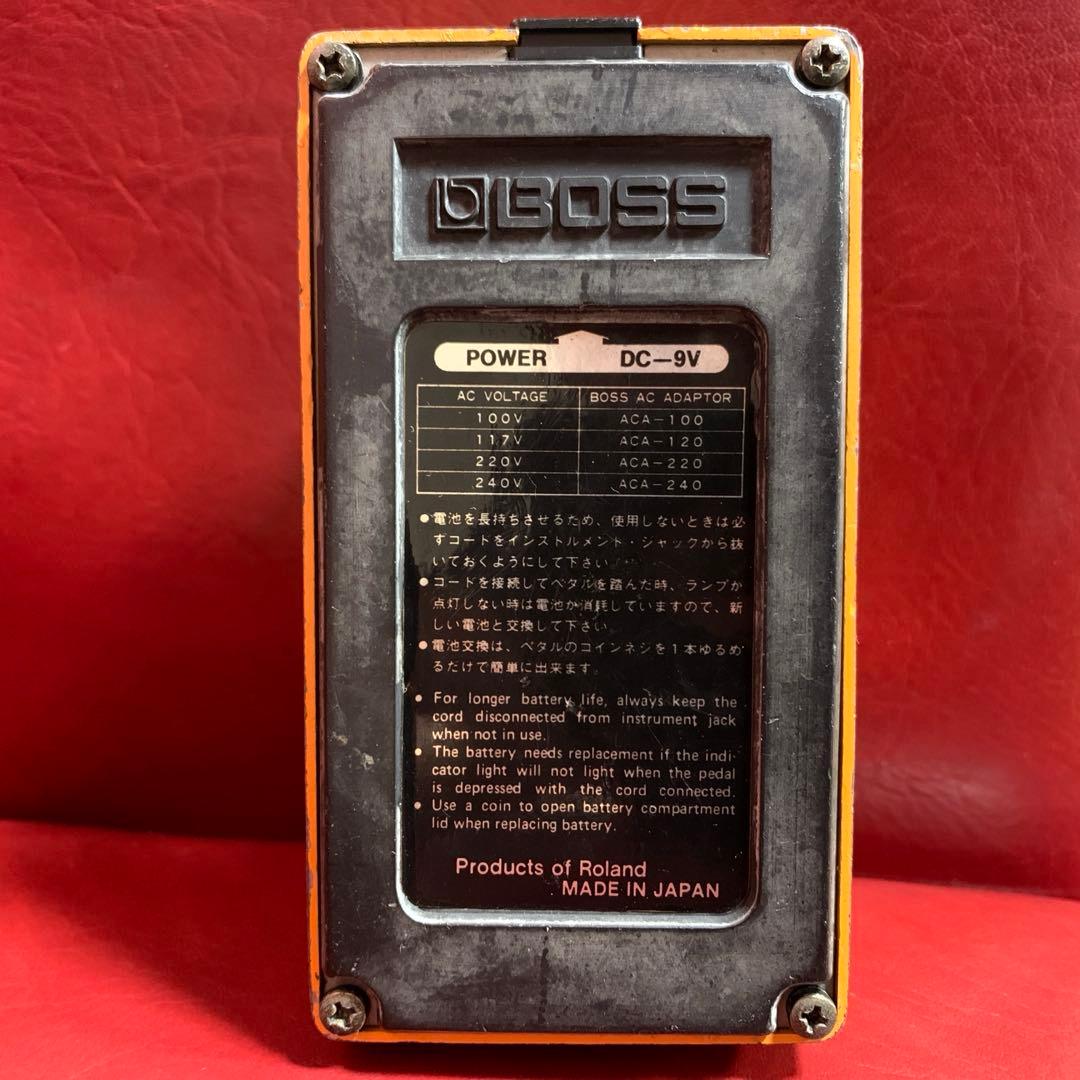 BOSS
POWER DC-9V
AC VOLTAGE BOSS AC ADAPTOR
100V ACA-100
117V ACA-120
220V ACA-220
240V ACA-240
●電池を長持ちさせるため、使用しないときは必
ずコードをインストルメント・ジャックから抜
いておくようにして下さい
●コードを接続してペダルを踏んだ時、ランプが
点灯しない時は電池が消耗していますので、新
しい電池と交換して下さい
●電池交換は、ペダルのコインネジを1本ゆるめ
るだけで簡単に出来ます。
● For longer battery life, always keep the
cord disconnected from instrument jack
when not in use.
● The battery needs replacement if the indi-
cator light will not light when the pedal
is depressed with the cord connected.
● Use a coin to open battery compartment
lid when replacing battery.
Products of Roland
MADE IN JAPAN